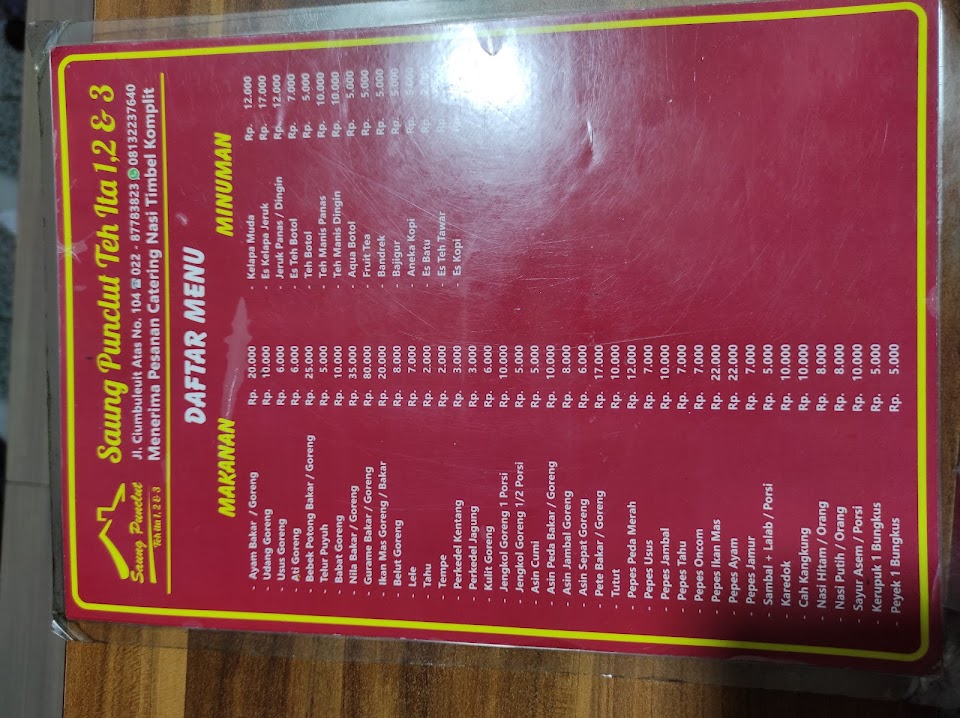 Saung Punclut
Teh Ita 1, 2 & 3
Saung Punclut Teh Ita 1,2 & 3
Jl. Ciumbuleuit Atas No. 104 ☎ 022 - 87783823 08132237640
Menerima Pesanan Catering Nasi Timbel Komplit
DAFTAR MENU
MAKANAN
- Ayam Bakar / Goreng Rp. 20.000
- Udang Goreng Rp. 10.000
- Usus Goreng Rp. 6.000
- Ati Goreng Rp. 6.000
- Bebek Potong Bakar / Goreng Rp. 25.000
- Telur Puyuh Rp. 5.000
- Babat Goreng Rp. 10.000
- Nila Bakar / Goreng Rp. 35.000
- Gurame Bakar / Goreng Rp. 80.000
- Ikan Mas Goreng / Bakar Rp. 20.000
- Belut Goreng Rp. 8.000
- Lele Rp. 7.000
- Tahu Rp. 2.000
- Tempe Rp. 2.000
- Perkedel Kentang Rp. 3.000
- Perkedel Jagung Rp. 3.000
- Kulit Goreng Rp. 6.000
- Jengkol Goreng 1 Porsi Rp. 10.000
- Jengkol Goreng 1/2 Porsi Rp. 5.000
- Asin Cumi Rp. 5.000
- Asin Peda Bakar / Goreng Rp. 10.000
- Asin Jambal Goreng Rp. 8.000
- Asin Sepat Goreng Rp. 6.000
- Pete Bakar / Goreng Rp. 17.000
- Tutut Rp. 10.000
- Pepes Peda Merah Rp. 12.000
- Pepes Usus Rp. 7.000
- Pepes Jambal Rp. 10.000
- Pepes Tahu Rp. 7.000
- Pepes Oncom Rp. 7.000
- Pepes Ikan Mas Rp. 22.000
- Pepes Ayam Rp. 22.000
- Pepes Jamur Rp. 7.000
- Sambal + Lalab / Porsi Rp. 5.000
- Karedok Rp. 10.000
- Cah Kangkung Rp. 10.000
- Nasi Hitam / Orang Rp. 8.000
- Nasi Putih / Orang Rp. 8.000
- Sayur Asem / Porsi Rp. 10.000
- Kerupuk 1 Bungkus Rp. 5.000
- Peyek 1 Bungkus Rp. 5.000
MINUMAN
- Kelapa Muda Rp. 12.000
- Es Kelapa Jeruk Rp. 17.000
- Jeruk Panas / Dingin Rp. 12.000
- Es Teh Botol Rp. 7.000
- Teh Botol Rp. 5.000
- Teh Manis Panas Rp. 10.000
- Teh Manis Dingin Rp. 10.000
- Aqua Botol Rp. 5.000
- Fruit Tea Rp. 5.000
- Bandrek Rp. 5.000
- Bajigur Rp. 5.000
- Aneka Kopi Rp. 5.000
- Es Batu Rp.
- Es Teh Tawar Rp.
- Es Kopi Rp.